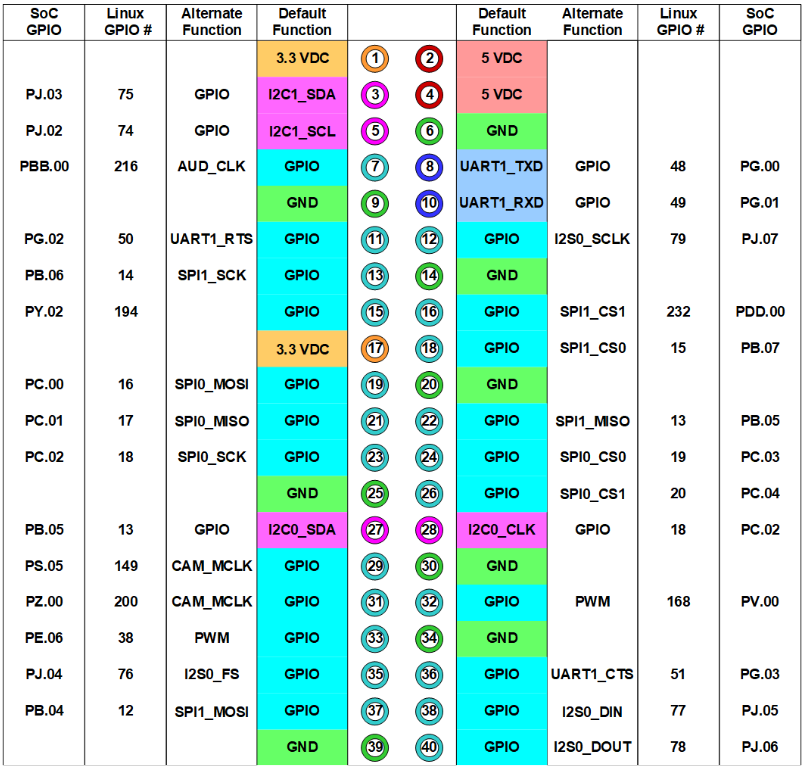 SoC GPIO Linux GPIO # Alternate Function Default Function Default Function Alternate Function Linux GPIO # SoC GPIO
3.3 VDC 1 2 5 VDC
PJ.03 75 GPIO I2C1_SDA 3 4 5 VDC
PJ.02 74 GPIO I2C1_SCL 5 6 GND
PBB.00 216 AUD_CLK GPIO 7 8 UART1_TXD GPIO 48 PG.00
GND 9 10 UART1_RXD GPIO 49 PG.01
PG.02 50 UART1_RTS GPIO 11 12 GPIO I2S0_SCLK 79 PJ.07
PB.06 14 SPI1_SCK GPIO 13 14 GND
PY.02 194 GPIO 15 16 GPIO SPI1_CS1 232 PDD.00
3.3 VDC 17 18 GPIO SPI1_CS0 15 PB.07
PC.00 16 SPI0_MOSI GPIO 19 20 GND
PC.01 17 SPI0_MISO GPIO 21 22 GPIO SPI1_MISO 13 PB.05
PC.02 18 SPI0_SCK GPIO 23 24 GPIO SPI0_CS0 19 PC.03
GND 25 26 GPIO SPI0_CS1 20 PC.04
PB.05 13 GPIO I2C0_SDA 27 28 I2C0_CLK GPIO 18 PC.02
PS.05 149 CAM_MCLK GPIO 29 30 GND
PZ.00 200 CAM_MCLK GPIO 31 32 GPIO PWM 168 PV.00
PE.06 38 PWM GPIO 33 34 GND
PJ.04 76 I2S0_FS GPIO 35 36 GPIO UART1_CTS 51 PG.03
PB.04 12 SPI1_MOSI GPIO 37 38 GPIO I2S0_DIN 77 PJ.05
GND 39 40 GPIO I2S0_DOUT 78 PJ.06